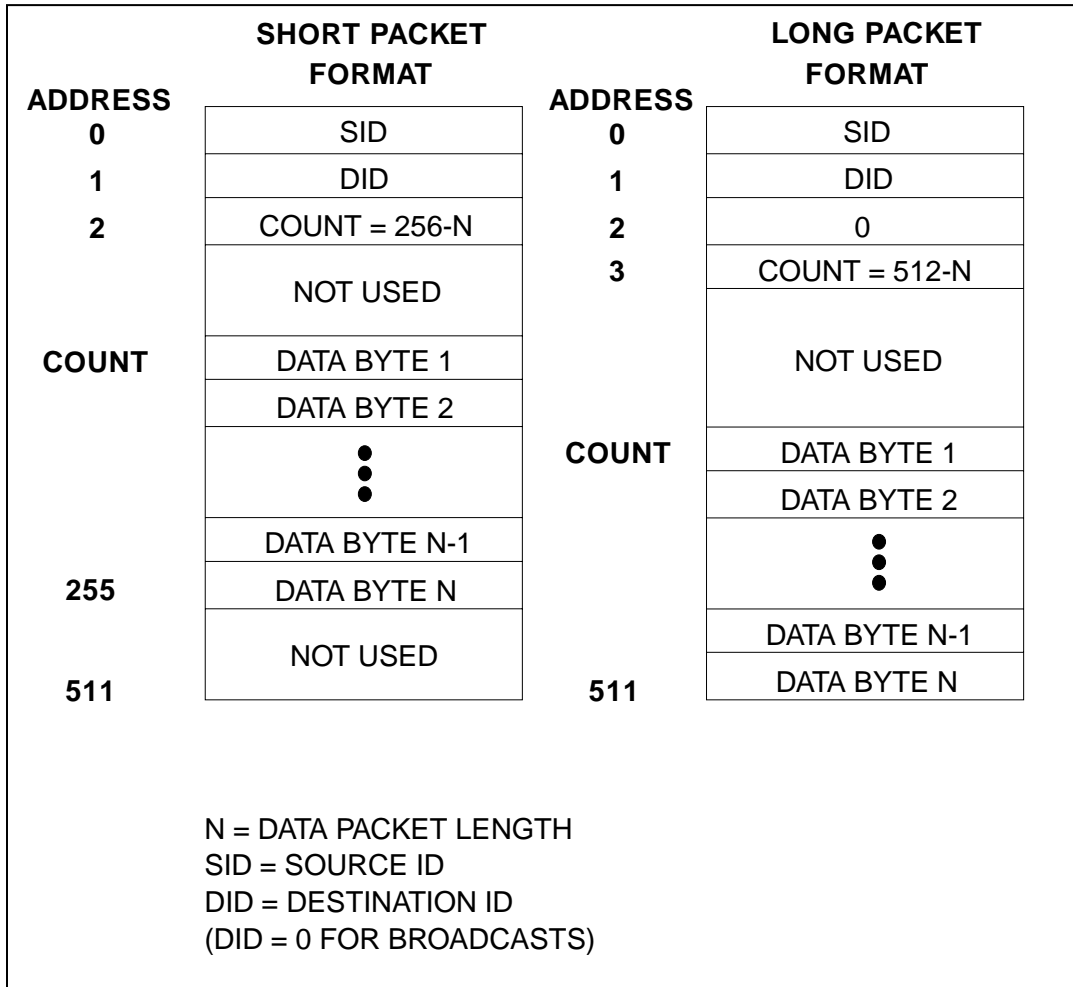 SHORT PACKET
FORMAT
ADDRESS
0
SID
1
DID
2
COUNT = 256-N
NOT USED
COUNT
DATA BYTE 1
DATA BYTE 2
DATA BYTE N-1
255
DATA BYTE N
NOT USED
511
LONG PACKET
FORMAT
ADDRESS
0
SID
1
DID
2
0
3
COUNT = 512-N
NOT USED
COUNT
DATA BYTE 1
DATA BYTE 2
DATA BYTE N-1
511
DATA BYTE N
N = DATA PACKET LENGTH
SID = SOURCE ID
DID = DESTINATION ID
(DID = 0 FOR BROADCASTS)